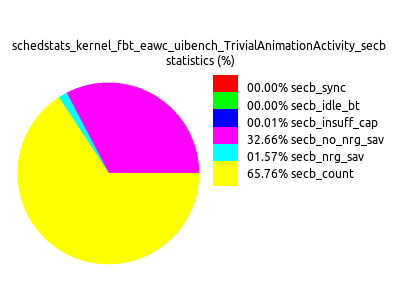 schedstats_kernel_fbt_eawc_uibench_TrivialAnimationActivity_secb
statistics (%)
00.00% secb_sync
00.00% secb_idle_bt
00.01% secb_insuff_cap
32.66% secb_no_nrg_sav
01.57% secb_nrg_sav
65.76% secb_count